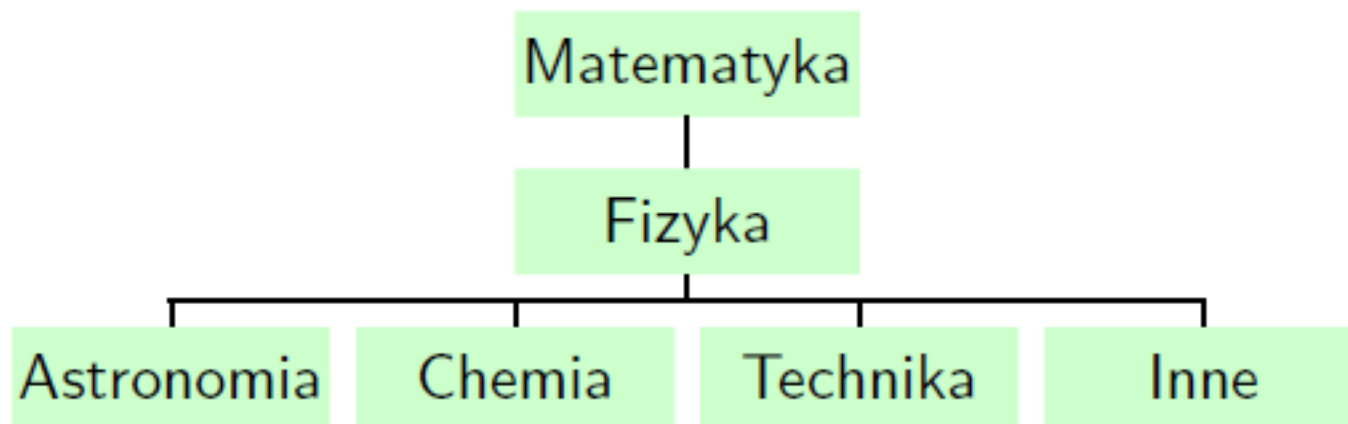 Matematyka
Fizyka
Astronomia
Chemia
Technika
Inne